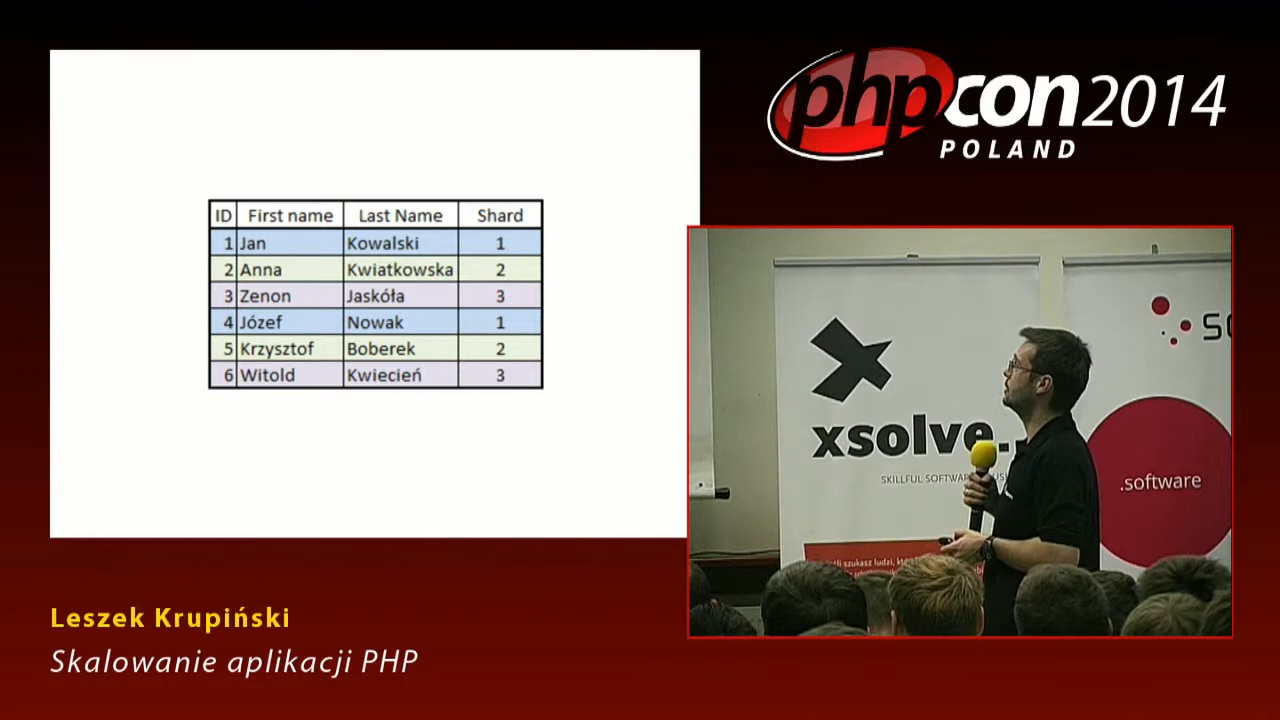 phpcon2014
POLAND
ID First name Last Name Shard
1 Jan Kowalski 1
2 Anna Kwiatkowska 2
3 Zenon Jaskóła 3
4 Józef Nowak 1
5 Krzysztof Boberek 2
6 Witold Kwiecień 3
xsolve.
SKILLFUL SOFTWARE
.software
szukasz ludzi,
Leszek Krupiński
Skalowanie aplikacji PHP